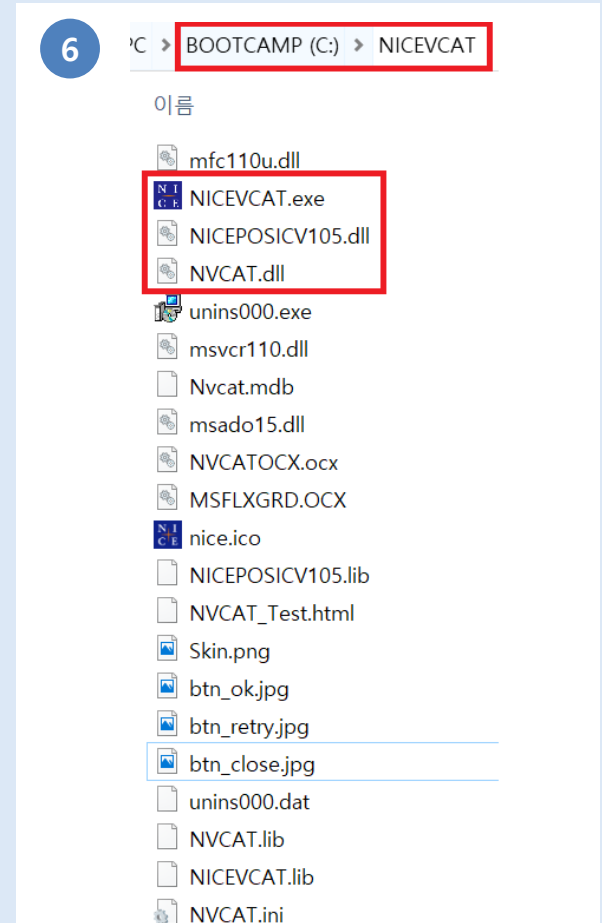 6
PC > BOOTCAMP (C:) > NICEVCAT
이름
mfc110u.dll
NICEVCAT.exe
NICEPOSICV105.dll
NVCAT.dll
unins000.exe
msvcr110.dll
Nvcat.mdb
msado15.dll
NVCATOCX.ocx
MSFLXGRD.OCX
nice.ico
NICEPOSICV105.lib
NVCAT_Test.html
Skin.png
btn_ok.jpg
btn_retry.jpg
btn_close.jpg
unins000.dat
NVCAT.lib
NICEVCAT.lib
NVCAT.ini